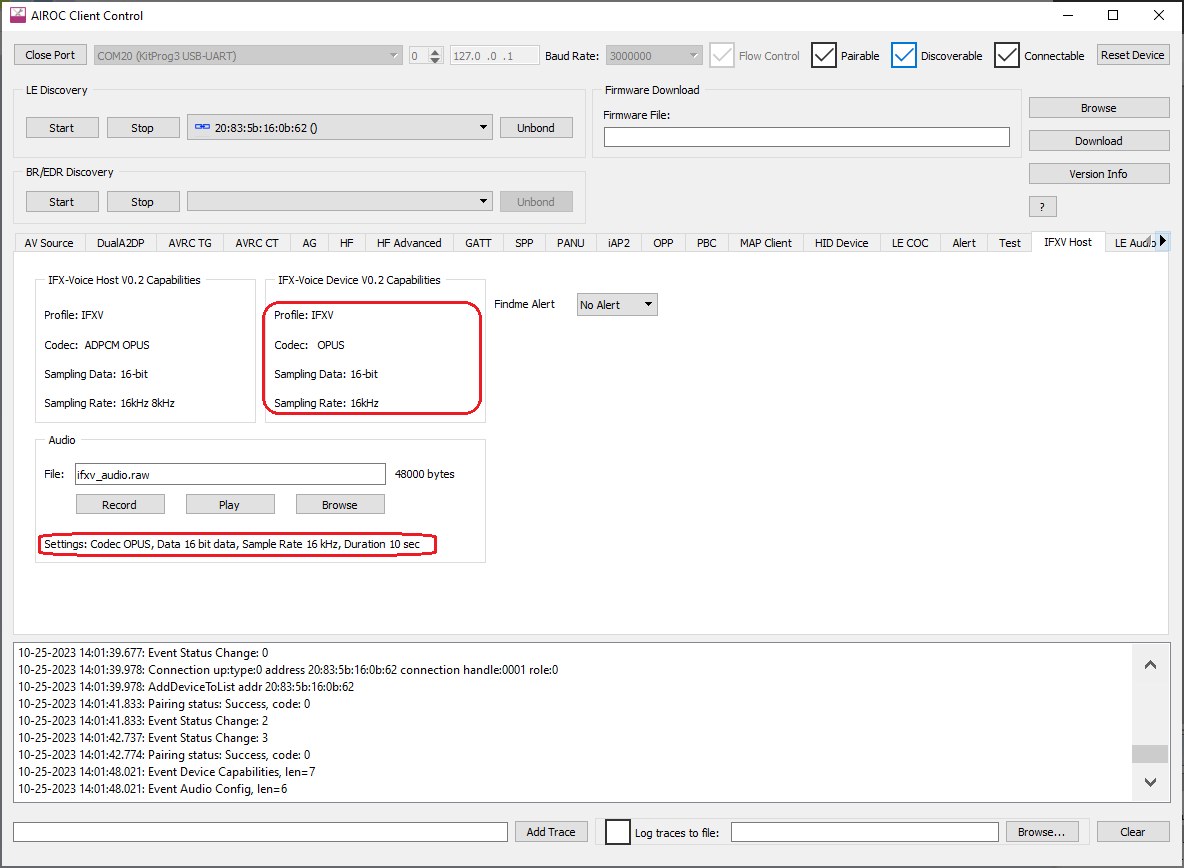 AIROC Client Control
Close Port COM20 (KitProg3 USB-UART) 0 127.0 .0 .1 Baud Rate: 3000000 Flow Control Pairable Discoverable Connectable Reset Device
LE Discovery
Start Stop 20:83:5b:16:0b:62 () Unbond
Firmware Download
Firmware File:
Browse
Download
Version Info
?
BR/EDR Discovery
Start Stop Unbond
AV Source DualA2DP AVRC TG AVRC CT AG HF HF Advanced GATT SPP PANU iAP2 OPP PBC MAP Client HID Device LE COC Alert Test IFXV Host LE Audio
IFX-Voice Host V0.2 Capabilities
Profile: IFXV
Codec: ADPCM OPUS
Sampling Data: 16-bit
Sampling Rate: 16kHz 8kHz
IFX-Voice Device V0.2 Capabilities
Profile: IFXV
Codec: OPUS
Sampling Data: 16-bit
Sampling Rate: 16kHz
Findme Alert No Alert
Audio
File: ifxv_audio.raw 48000 bytes
Record Play Browse
Settings: Codec OPUS, Data 16 bit data, Sample Rate 16 kHz, Duration 10 sec
10-25-2023 14:01:39.677: Event Status Change: 0
10-25-2023 14:01:39.978: Connection up:type:0 address 20:83:5b:16:0b:62 connection handle:0001 role:0
10-25-2023 14:01:39.978: AddDeviceToList addr 20:83:5b:16:0b:62
10-25-2023 14:01:41.833: Pairing status: Success, code: 0
10-25-2023 14:01:41.833: Event Status Change: 2
10-25-2023 14:01:42.737: Event Status Change: 3
10-25-2023 14:01:42.774: Pairing status: Success, code: 0
10-25-2023 14:01:48.021: Event Device Capabilities, len=7
10-25-2023 14:01:48.021: Event Audio Config, len=6
Add Trace Log traces to file: Browse... Clear